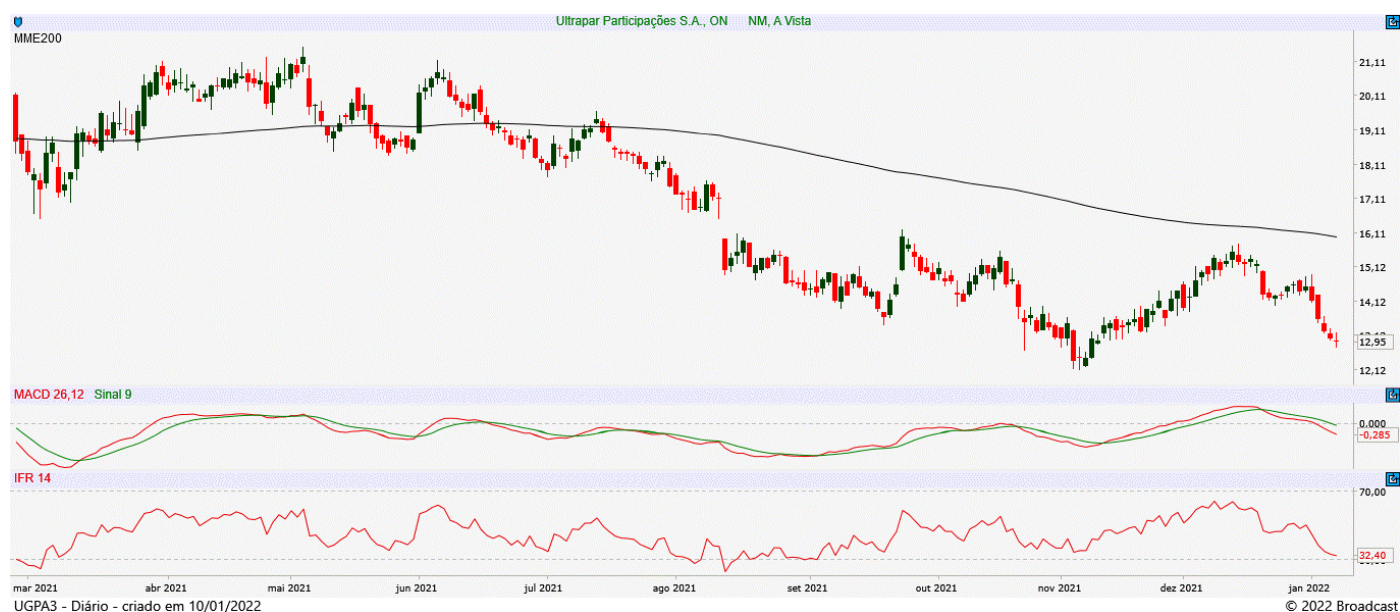 Ultrapar Participações S.A., ON NM, A Vista
MME200
21,11
20,11
19,11
18,11
17,11
16,11
15,12
14,12
12,95
12,12
MACD 26,12 Sinal 9
0.000
-0,285
IFR 14
70,00
32,40
mar 2021 abr 2021 mai 2021 jun 2021 jul 2021 ago 2021 set 2021 out 2021 nov 2021 dez 2021 jan 2022
UGPA3 - Diário - criado em 10/01/2022 © 2022 Broadcast